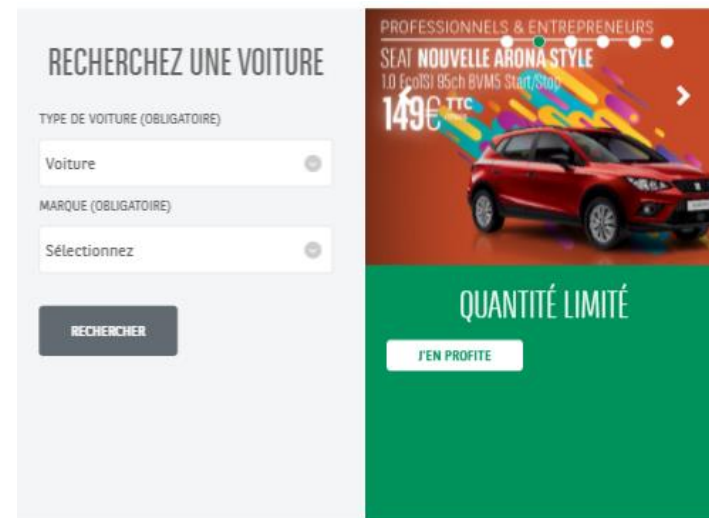 RECHERCHEZ UNE VOITURE
TYPE DE VOITURE (OBLIGATOIRE)
Voiture
MARQUE (OBLIGATOIRE)
Sélectionnez
RECHERCHER
PROFESSIONNELS & ENTREPRENEURS
SEAT NOUVELLE ARONA STYLE
1.0 EcoTSI 95ch BVM5 Start/Stop
149€ TTC
QUANTITÉ LIMITÉ
J'EN PROFITE